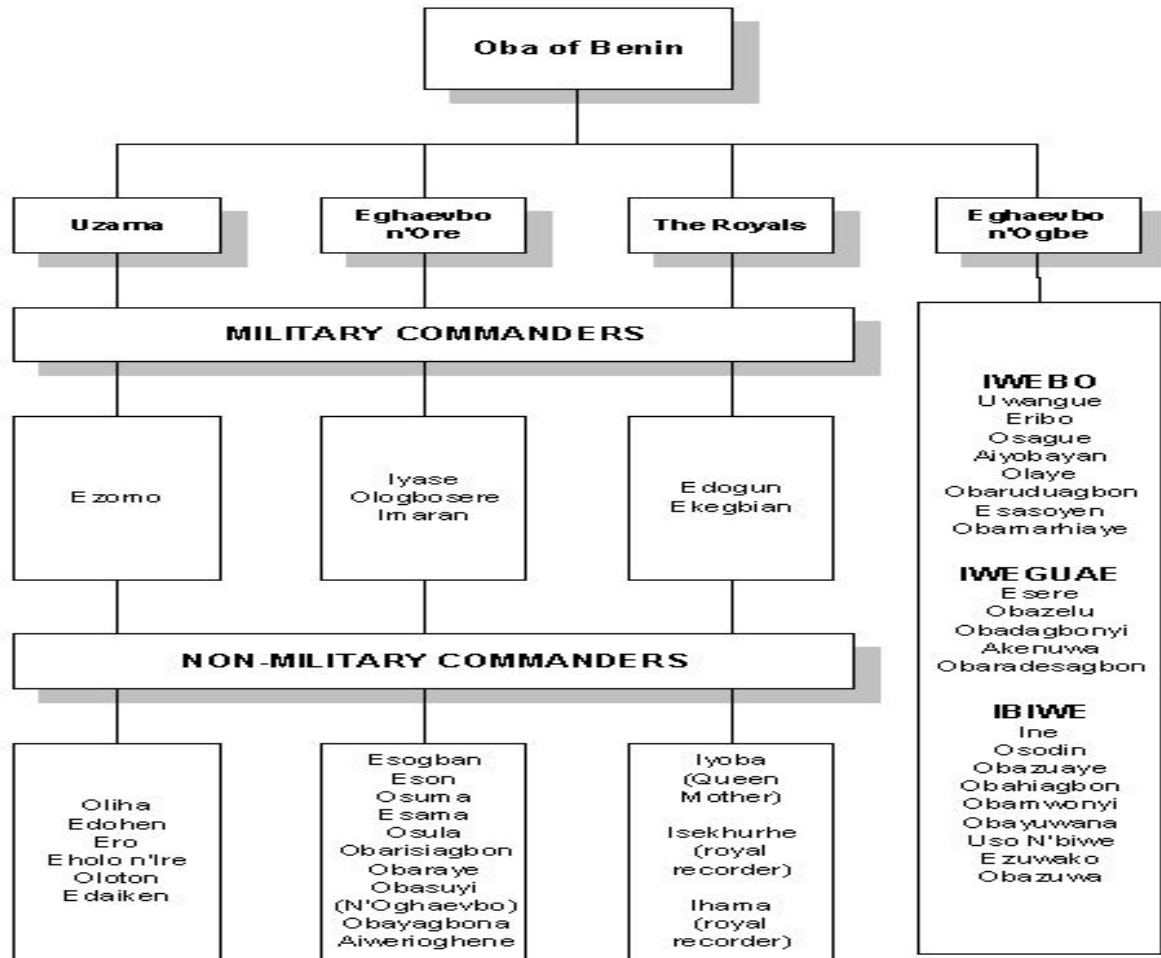 Oba of Benin
Uzama
Eghaevbo
n'Ore
The Royals
Eghaevbo
n'Ogbe
MILITARY COMMANDERS
Ezomo
Iyase
Ologbosere
Imaran
Edogun
Ekegbian
NON-MILITARY COMMANDERS
Oliha
Edohen
Ero
Eholo n'Ire
Oloton
Edaiken
Esogban
Eson
Osuma
Esama
Osula
Obarisiagbon
Obaraye
Obasuyi
(N'Oghaevbo)
Obayagbona
Aiwerioghene
Iyoba
(Queen
Mother)
Isekhurhe
(royal
recorder)
Ihama
(royal
recorder)
IWEBO
Uwangue
Eribo
Osague
Aiyobayan
Olaye
Obaruduagbon
Esasoyen
Obamarhiaye
IWEGUAE
Esere
Obazelu
Obadagbonyi
Akenuwa
Obaradesagbon
IBIWE
Ine
Osodin
Obazuaye
Obahiagbon
Obamwonyi
Obayuwana
Uso N'biwe
Ezuwako
Obazuwa